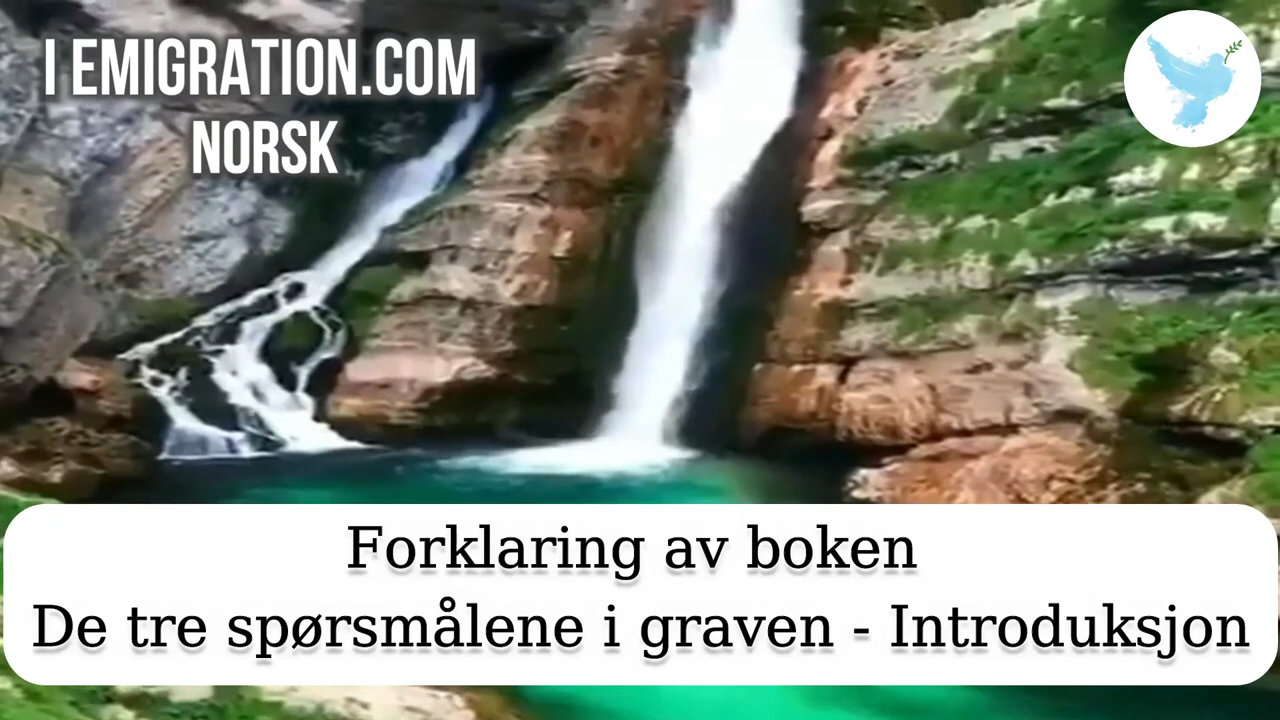 I EMIGRATION.COM
NORSK
Forklaring av boken
De tre spørsmålene i graven - Introduksjon